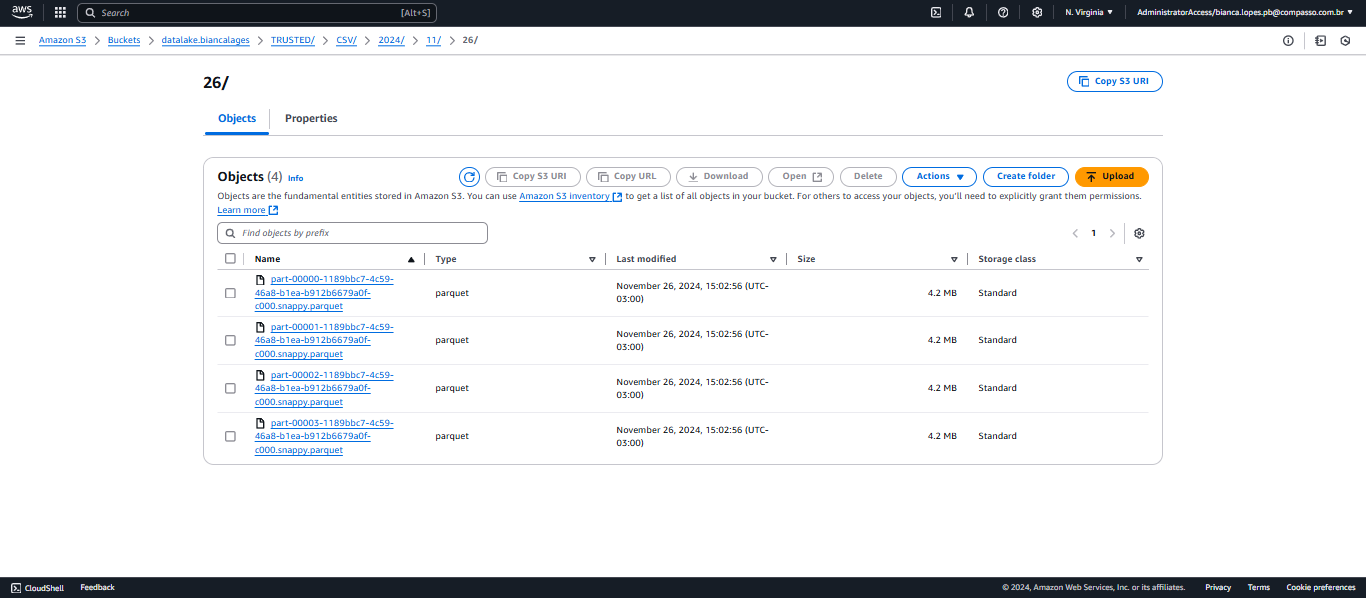 aws
Search [Alt+S]
N. Virginia
AdministratorAccess/bianca.lopes.pb@compasso.com.br
Amazon S3 > Buckets > datalake.biancalages > TRUSTED/ > CSV/ > 2024/ > 11/ > 26/
26/
Copy S3 URI
Objects
Properties
Objects (4) Info
Copy S3 URI
Copy URL
Download
Open
Delete
Actions
Create folder
Upload
Objects are the fundamental entities stored in Amazon S3. You can use Amazon S3 inventory to get a list of all objects in your bucket. For others to access your objects, you'll need to explicitly grant them permissions.
Learn more
Find objects by prefix
1
Name Type Last modified Size Storage class
part-00000-1189bbc7-4c59-
46a8-b1ea-b912b6679a0f-
c000.snappy.parquet
parquet
November 26, 2024, 15:02:56 (UTC-
03:00)
4.2 MB
Standard
part-00001-1189bbc7-4c59-
46a8-b1ea-b912b6679a0f-
c000.snappy.parquet
parquet
November 26, 2024, 15:02:56 (UTC-
03:00)
4.2 MB
Standard
part-00002-1189bbc7-4c59-
46a8-b1ea-b912b6679a0f-
c000.snappy.parquet
parquet
November 26, 2024, 15:02:56 (UTC-
03:00)
4.2 MB
Standard
part-00003-1189bbc7-4c59-
46a8-b1ea-b912b6679a0f-
c000.snappy.parquet
parquet
November 26, 2024, 15:02:56 (UTC-
03:00)
4.2 MB
Standard
CloudShell Feedback
© 2024, Amazon Web Services, Inc. or its affiliates. Privacy Terms Cookie preferences